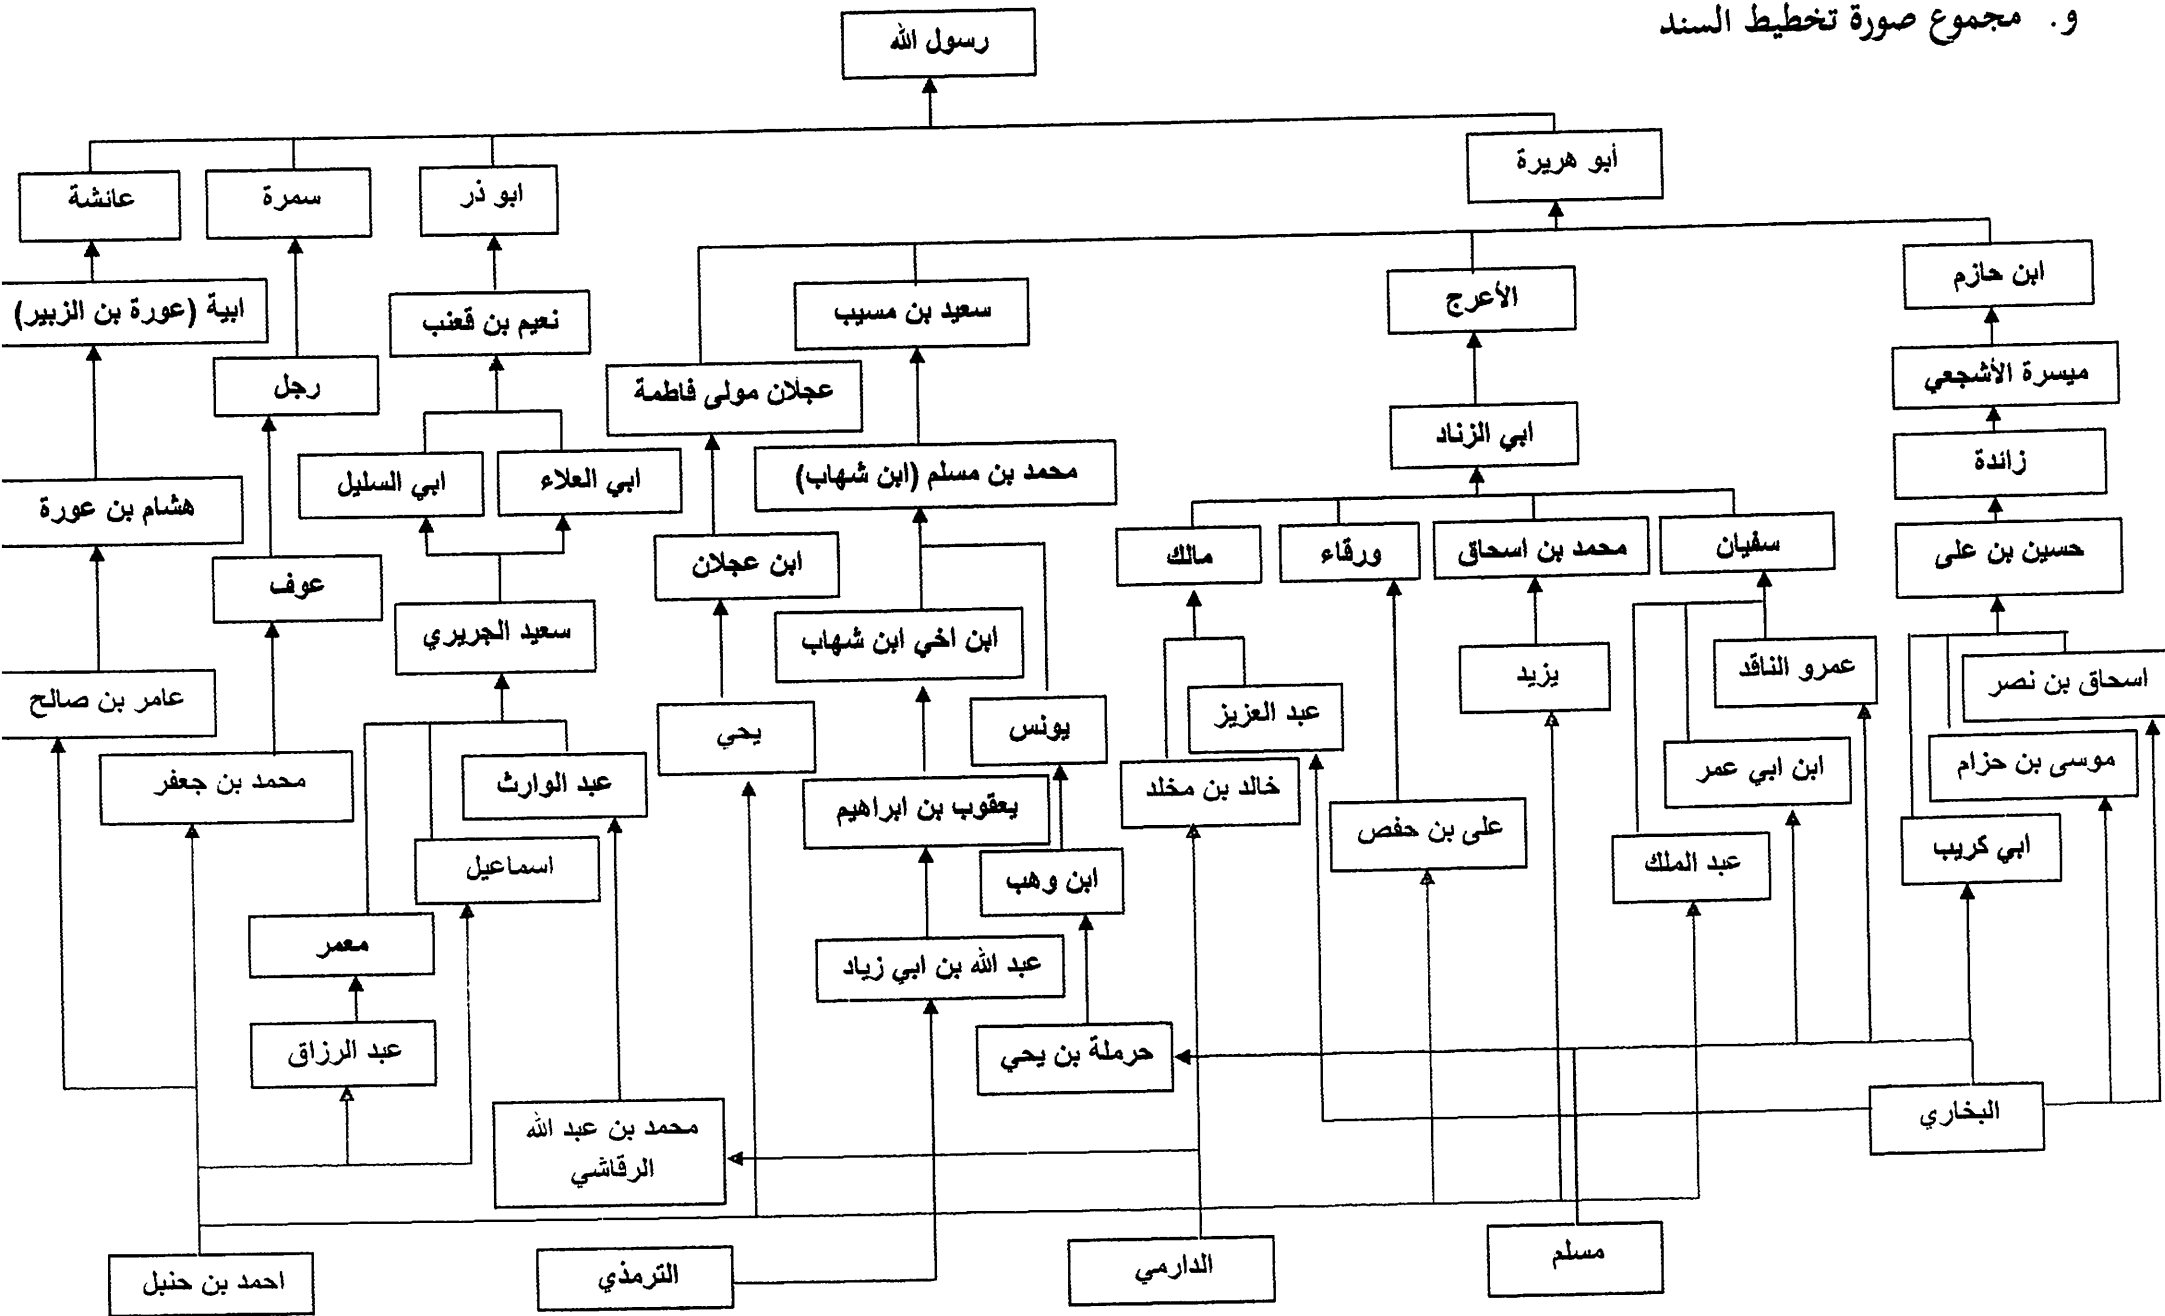 و. مجموع صورة تخطيط السند
رسول الله
أبو هريرة
ابو ذر
سمرة
عائشة
ابن حازم
الأعرج
سعيد بن مسيب
نعيم بن قعنب
ابية (عورة بن الزبير)
ميسرة الأشجعي
عجلان مولى فاطمة
رجل
ابي الزناد
زائدة
محمد بن مسلم (ابن شهاب)
ابي العلاء
ابي السليل
هشام بن عورة
حسين بن على
سفيان
محمد بن اسحاق
ورقاء
مالك
ابن عجلان
عوف
سعيد الجريري
ابن اخي ابن شهاب
اسحاق بن نصر
عمرو الناقد
يزيد
عبد العزيز
يونس
يحي
عامر بن صالح
موسى بن حزام
ابن ابي عمر
خالد بن مخلد
عبد الوارث
محمد بن جعفر
يعقوب بن ابراهيم
على بن حفص
ابي كريب
عبد الملك
ابن وهب
اسماعيل
معمر
عبد الله بن ابي زياد
حرملة بن يحي
عبد الرزاق
البخاري
محمد بن عبد الله
الرقاشي
مسلم
الدارمي
الترمذي
احمد بن حنبل